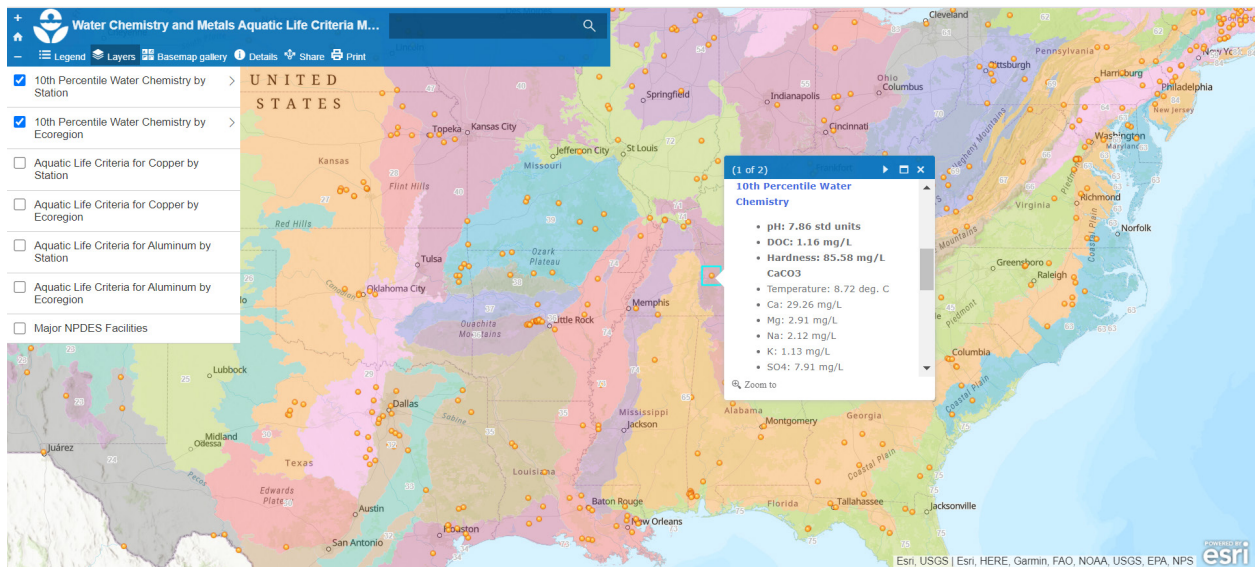 Water Chemistry and Metals Aquatic Life Criteria M...
Legend Layers Basemap gallery Details Share Print
10th Percentile Water Chemistry by
Station
10th Percentile Water Chemistry by
Ecoregion
Aquatic Life Criteria for Copper by
Station
Aquatic Life Criteria for Copper by
Ecoregion
Aquatic Life Criteria for Aluminum by
Station
Aquatic Life Criteria for Aluminum by
Ecoregion
Major NPDES Facilities
(1 of 2)
10th Percentile Water
Chemistry
pH: 7.86 std units
DOC: 1.16 mg/L
Hardness: 85.58 mg/L
CaCO3
Temperature: 8.72 deg. C
Ca: 29.26 mg/L
Mg: 2.91 mg/L
Na: 2.12 mg/L
K: 1.13 mg/L
SO4: 7.91 mg/L
Zoom to
UNITED
STATES
Cleveland
Pennsylvania
Harrisburg
Philadelphia
New Jersey
Ohio
Columbus
Springfield
Indianapolis
Cincinnati
Washington
Maryland
Topeka
Kansas City
Jefferson City
St Louis
Missouri
Kansas
Flint Hills
Virginia
Richmond
Norfolk
Red Hills
Ozark
Plateau
Tulsa
Greensboro
Raleigh
Oklahoma City
Memphis
Piedmont
Ouachita
Mountains
Little Rock
Columbia
Lubbock
Dallas
Sabine
Mississippi
Jackson
Alabama
Montgomery
Georgia
Coastal Plain
Midland
Odessa
Juárez
Texas
Pecos
Edwards
Austin
Louisiana
Baton Rouge
New Orleans
Florida
Tallahassee
Jacksonville
Houston
San Antonio
Esri, USGS | Esri, HERE, Garmin, FAO, NOAA, USGS, EPA, NPS
POWERED BY
esri